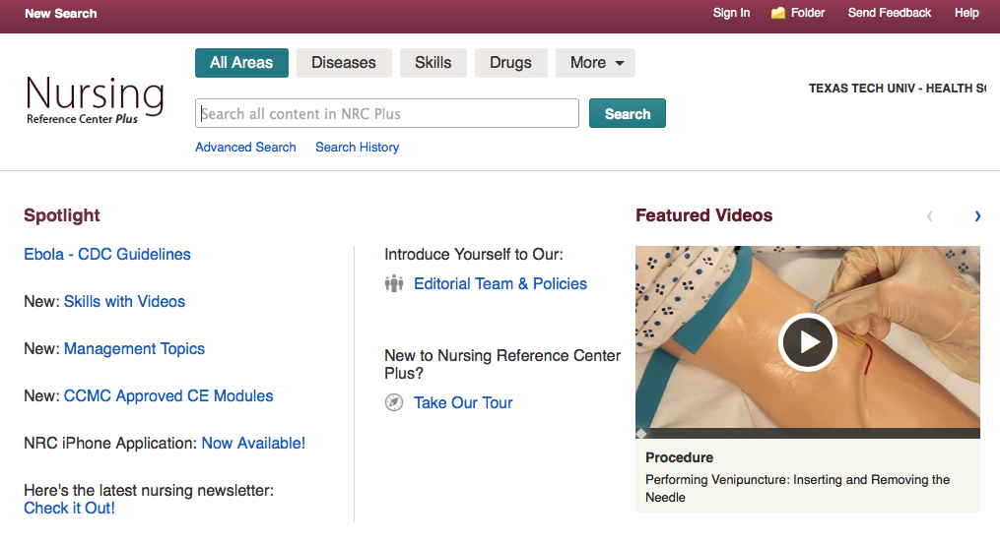 New Search
Sign In
Folder
Send Feedback
Help
All Areas
Diseases
Skills
Drugs
More
Nursing
Reference Center Plus
TEXAS TECH UNIV - HEALTH
Search all content in NRC Plus
Search
Advanced Search
Search History
Spotlight
Ebola - CDC Guidelines
New: Skills with Videos
New: Management Topics
New: CCMC Approved CE Modules
NRC iPhone Application: Now Available!
Here's the latest nursing newsletter:
Check it Out!
Introduce Yourself to Our:
Editorial Team & Policies
New to Nursing Reference Center
Plus?
Take Our Tour
Featured Videos
Procedure
Performing Venipuncture: Inserting and Removing the
Needle